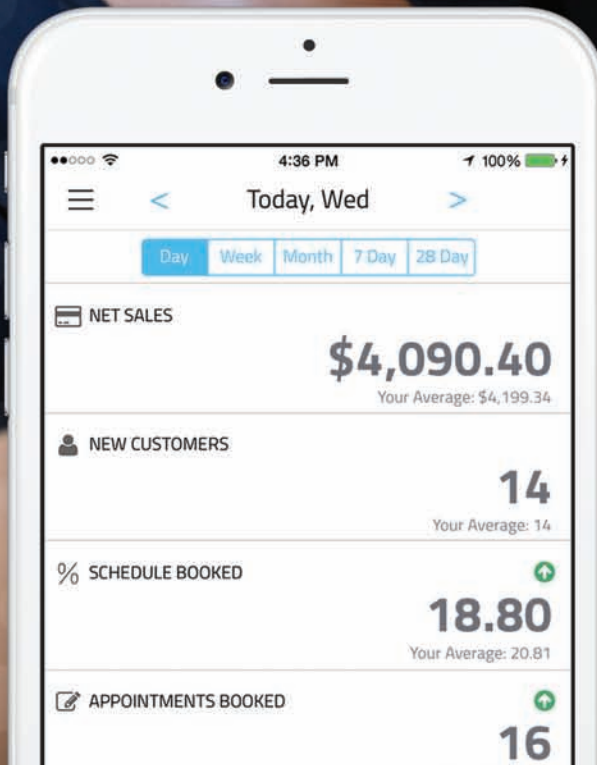 4:36 PM 100%
< Today, Wed >
Day Week Month 7 Day 28 Day
NET SALES
$4,090.40
Your Average: $4,199.34
NEW CUSTOMERS
14
Your Average: 14
% SCHEDULE BOOKED
18.80
Your Average: 20.81
APPOINTMENTS BOOKED
16